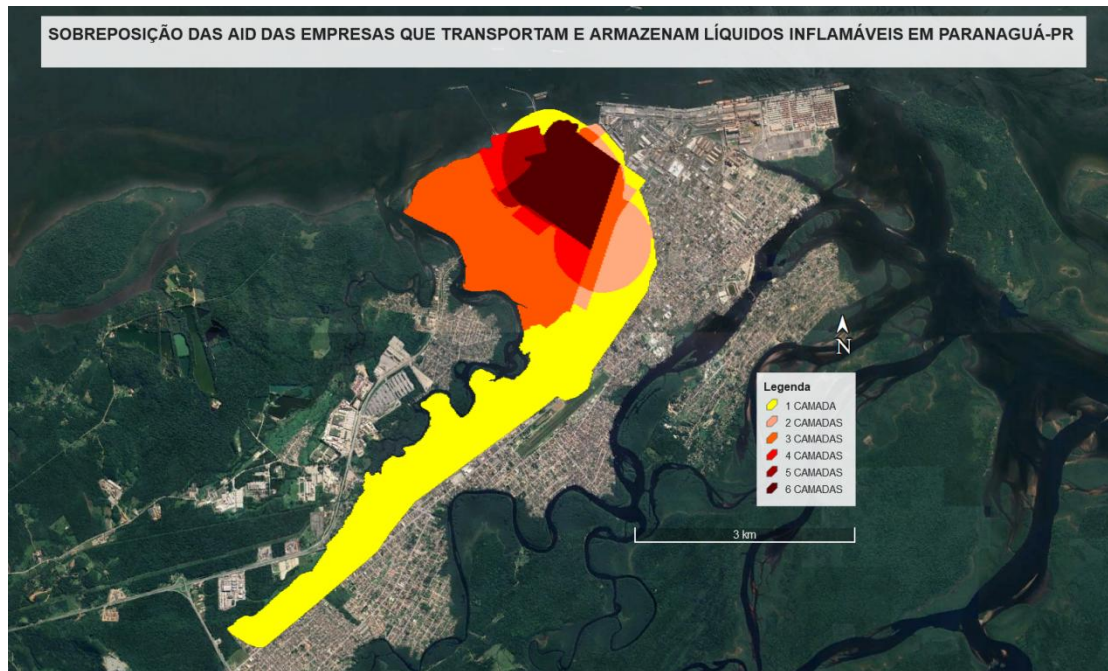 SOBREPOSIÇÃO DAS AID DAS EMPRESAS QUE TRANSPORTAM E ARMAZENAM LÍQUIDOS INFLAMÁVEIS EM PARANAGUÁ-PR
N
Legenda
1 CAMADA
2 CAMADAS
3 CAMADAS
4 CAMADAS
5 CAMADAS
6 CAMADAS
3 km